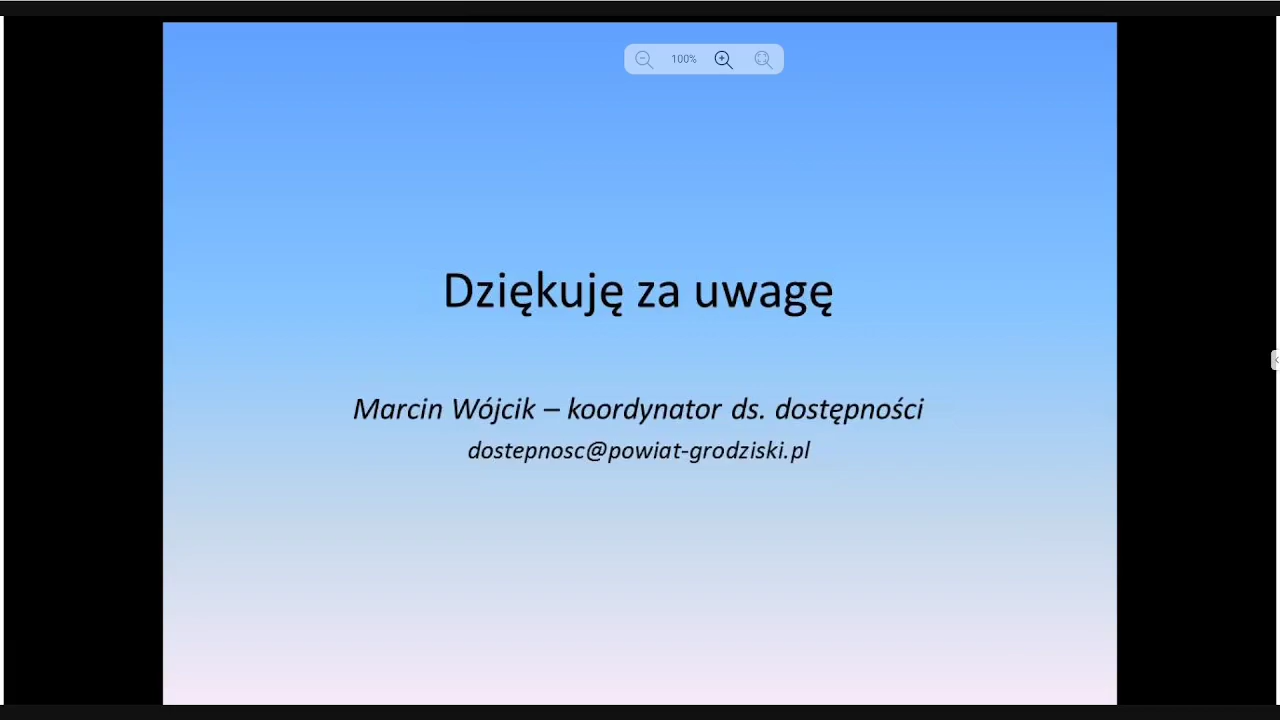 100%
Dziękuję za uwagę
Marcin Wójcik – koordynator ds. dostępności
dostepnosc@powiat-grodziski.pl